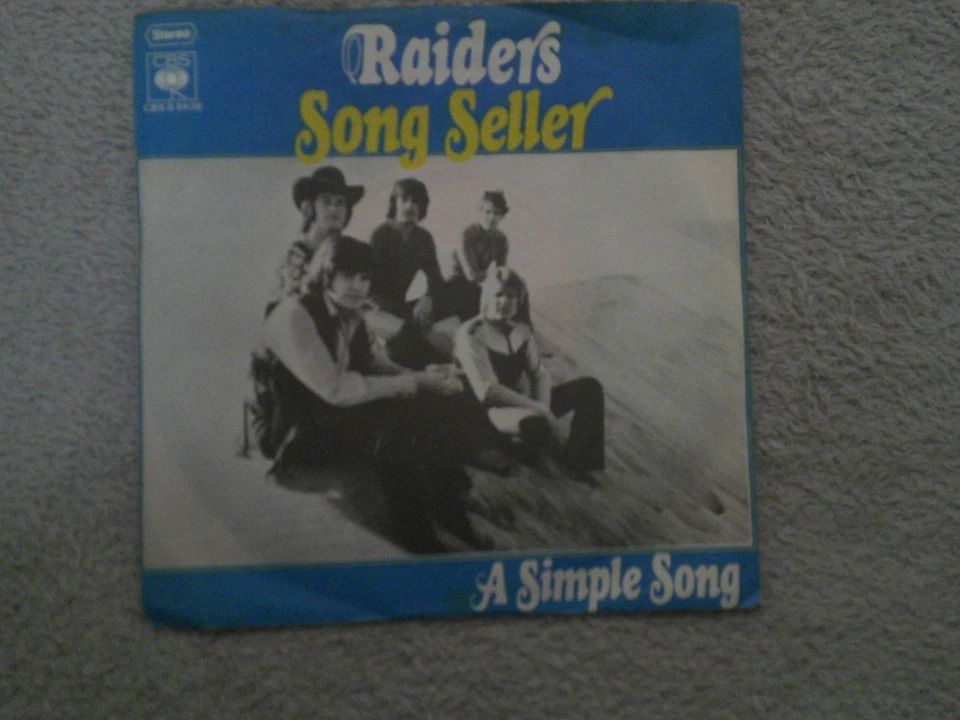 Stereo
CBS
Raiders
Song Seller
A Simple Song